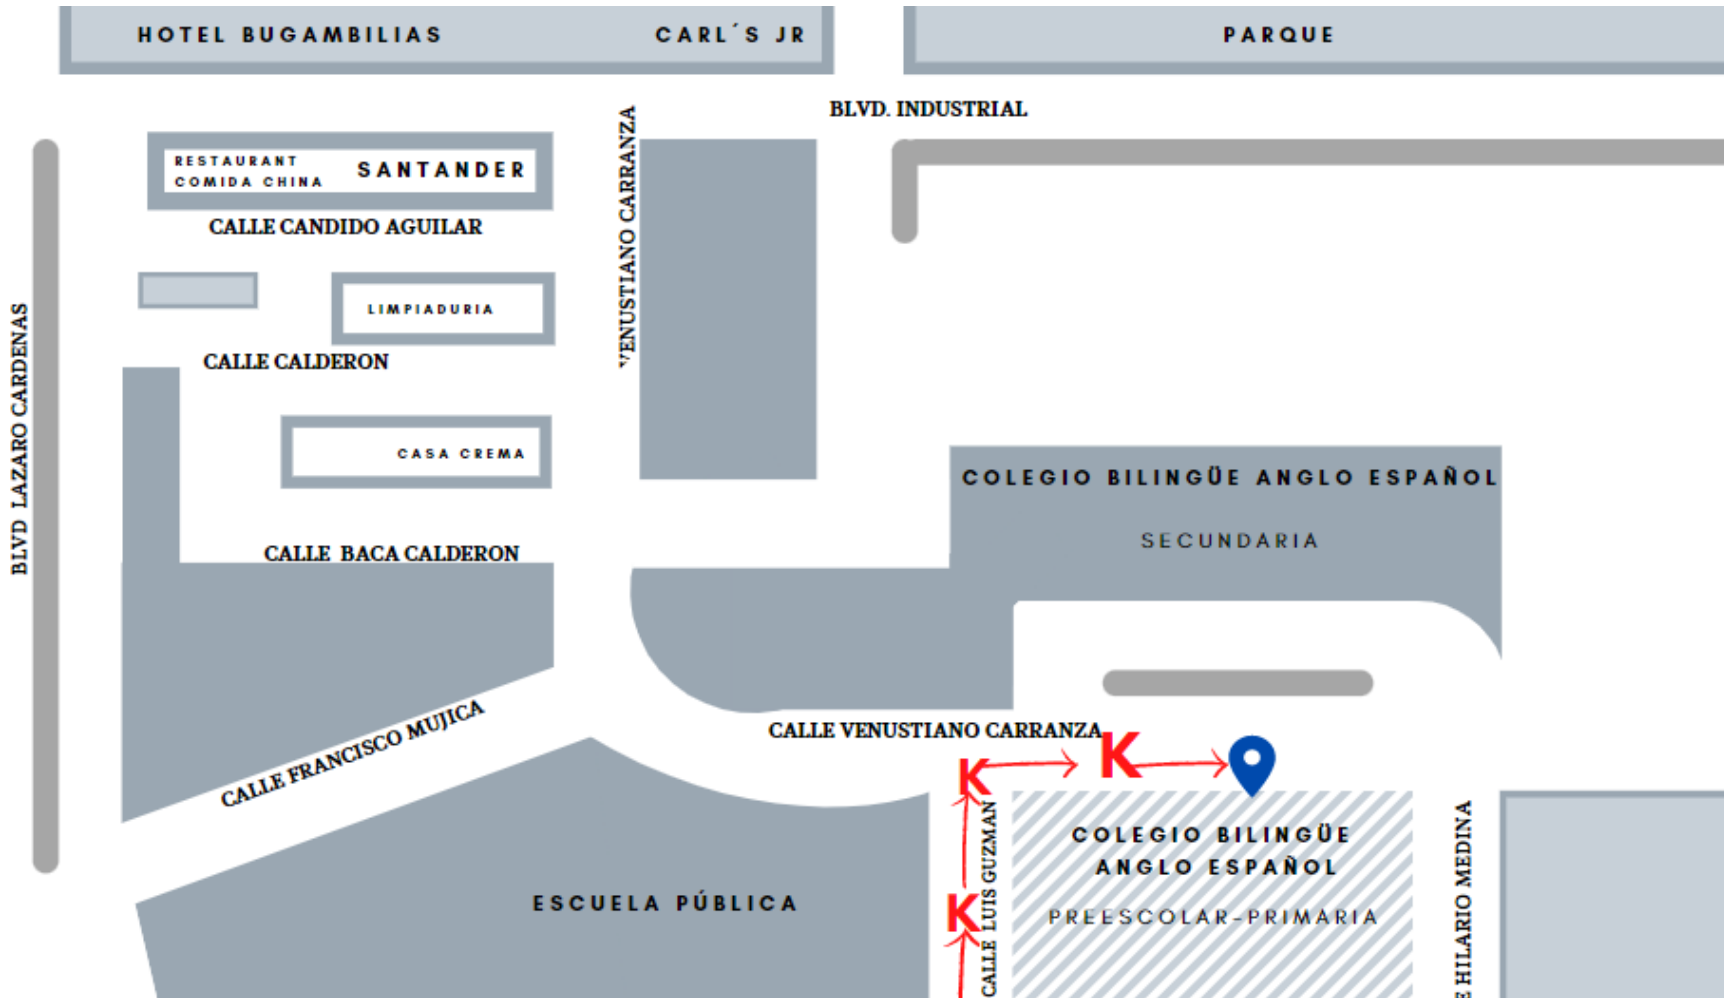 HOTEL BUGAMBILIAS
CARL´S JR
PARQUE
BLVD. INDUSTRIAL
VENUSTIANO CARRANZA
RESTAURANT
COMIDA CHINA
SANTANDER
CALLE CANDIDO AGUILAR
LIMPIADURIA
CALLE CALDERON
BLVD LAZARO CARDENAS
CASA CREMA
COLEGIO BILINGÜE ANGLO ESPAÑOL
SECUNDARIA
CALLE BACA CALDERON
CALLE FRANCISCO MUJICA
CALLE VENUSTIANO CARRANZA
K
K
K
CALLE LUIS GUZMAN
COLEGIO BILINGÜE
ANGLO ESPAÑOL
PREESCOLAR-PRIMARIA
E HILARIO MEDINA
ESCUELA PÚBLICA